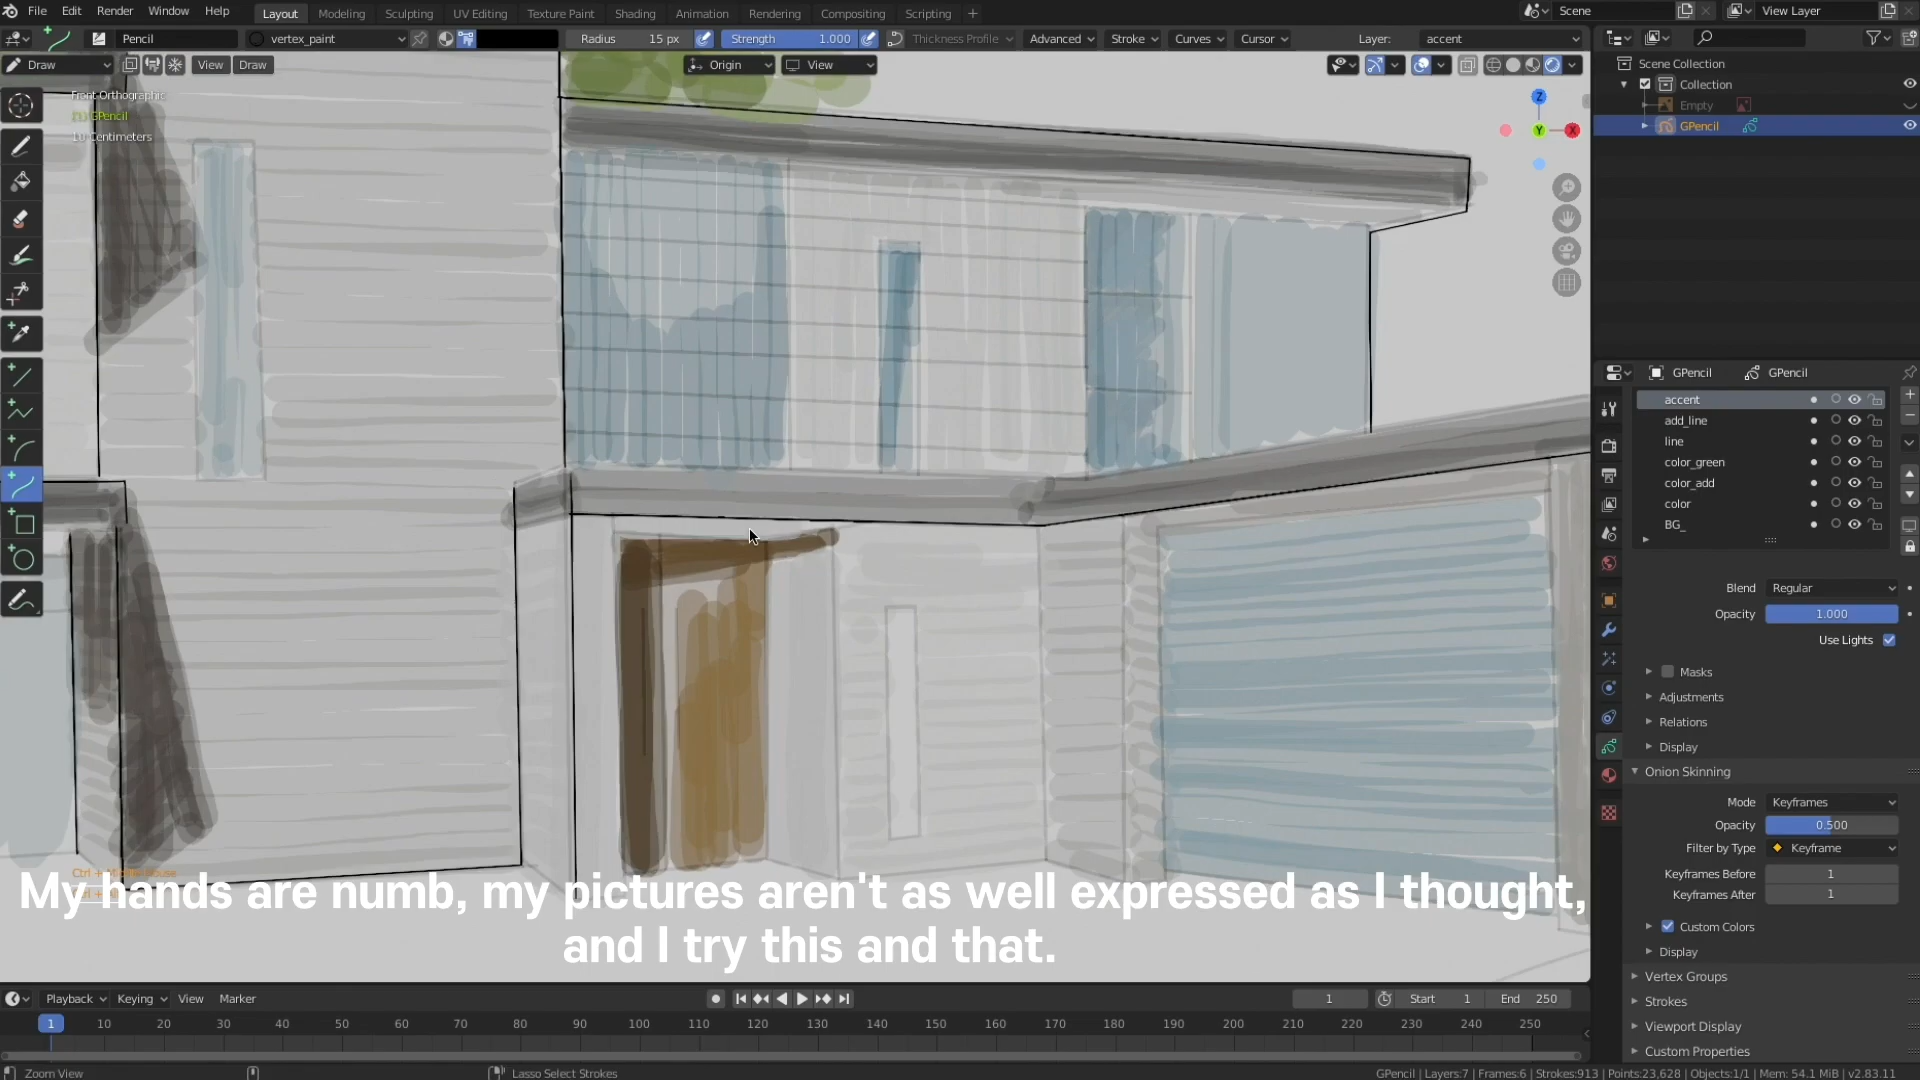 File Edit Render Window Help Layout Modeling Sculpting UV Editing Texture Paint Shading Animation Rendering Compositing Scripting + Scene View Layer
Pencil vertex_paint Radius 15 px Strength 1.000 Thickness Profile Advanced Stroke Curves Cursor Layer: accent
Draw View Draw Origin View
Front Orthographic
(1) GPencil
10 Centimeters
Z
Y
X
Scene Collection
Collection
Empty
GPencil
GPencil GPencil
accent
add_line
line
color_green
color_add
color
BG_
Blend Regular
Opacity 1.000
Use Lights
Masks
Adjustments
Relations
Display
Onion Skinning
Mode Keyframes
Opacity 0.500
Filter by Type Keyframe
Keyframes Before 1
Keyframes After 1
Custom Colors
Display
Vertex Groups
Strokes
Viewport Display
Custom Properties
My hands are numb, my pictures aren't as well expressed as I thought,
and I try this and that.
Playback Keying View Marker 1 Start 1 End 250
1 10 20 30 40 50 60 70 80 90 100 110 120 130 140 150 160 170 180 190 200 210 220 230 240 250
Zoom View Lasso Select Strokes GPencil | Layers:7 | Frames:6 | Strokes:913 | Points:23,628 | Objects:1/1 | Mem: 54.1 MiB | v2.83.11